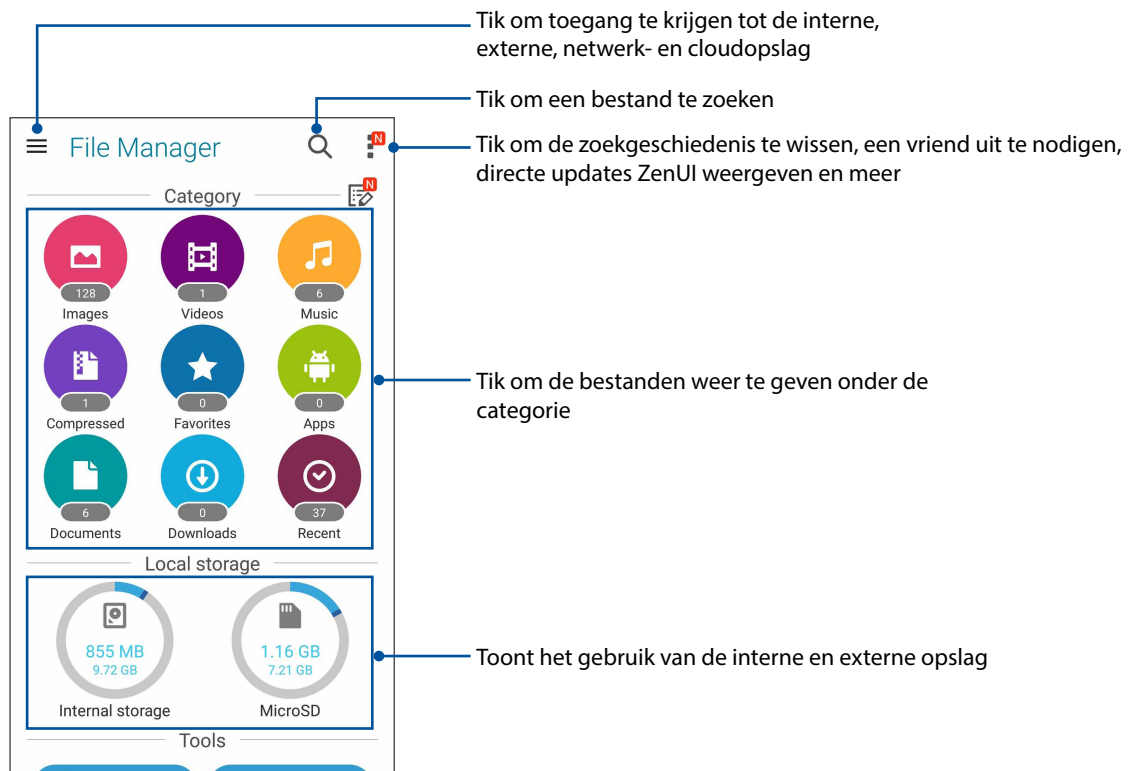 Tik om toegang te krijgen tot de interne,
externe, netwerk- en cloudopslag
Tik om een bestand te zoeken
Tik om de zoekgeschiedenis te wissen, een vriend uit te nodigen,
directe updates ZenUI weergeven en meer
File Manager
N
Category
N
128
1
6
Images
Videos
Music
1
0
0
Compressed
Favorites
Apps
Tik om de bestanden weer te geven onder de
categorie
6
0
37
Documents
Downloads
Recent
Local storage
855 MB
9.72 GB
1.16 GB
7.21 GB
Toont het gebruik van de interne en externe opslag
Internal storage
MicroSD
Tools